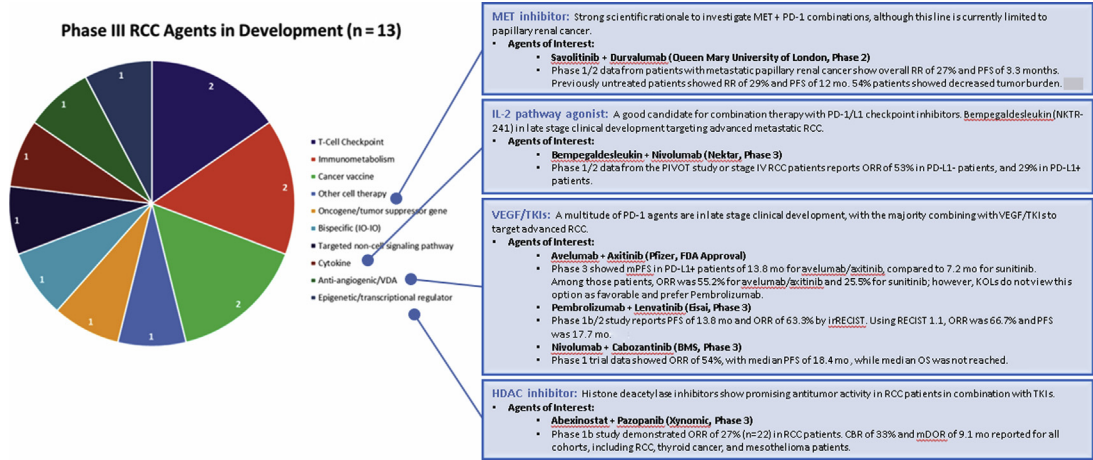 Phase III RCC Agents in Development (n = 13)
1
2
1
1
2
1
1
2
1
1
T-Cell Checkpoint
Immunometabolism
Cancer vaccine
Other cell therapy
Oncogene/tumor suppressor gene
Bispecific (IO-IO)
Targeted non-cell signaling pathway
Cytokine
Anti-angiogenic/VDA
Epigenetic/transcriptional regulator
MET inhibitor: Strong scientific rationale to investigate MET + PD-1 combinations, although this line is currently limited to
papillary renal cancer.
• Agents of Interest:
Savolitinib + Durvalumab (Queen Mary University of London, Phase 2)
• Phase 1/2 data from patients with metastatic papillary renal cancer show overall RR of 27% and PFS of 3.3 months.
Previously untreated patients showed RR of 29% and PFS of 12 mo. 54% patients showed decreased tumor burden.
IL-2 pathway agonist: A good candidate for combination therapy with PD-1/L1 checkpoint inhibitors. Bempegaldesleukin (NKTR-
241) in late stage clinical development targeting advanced metastatic RCC.
• Agents of Interest:
Bempegaldesleukin + Nivolumab (Nektar, Phase 3)
• Phase 1/2 data from the PIVOT study or stage IV RCC patients reports ORR of 53% in PD-L1- patients, and 29% in PD-L1+
patients.
VEGF/TKIs: A multitude of PD-1 agents are in late stage clinical development, with the majority combining with VEGF/TKIs to
target advanced RCC.
• Agents of Interest:
Avelumab + Axitinib (Pfizer, FDA Approval)
• Phase 3 showed mPFS in PD-L1+ patients of 13.8 mo for avelumab/axitinib, compared to 7.2 mo for sunitinib.
Among those patients, ORR was 55.2% for avelumab/axitinib and 25.5% for sunitinib; however, KOLs do not view this
option as favorable and prefer Pembrolizumab.
Pembrolizumab + Lenvatinib (Eisai, Phase 3)
• Phase 1b/2 study reports PFS of 13.8 mo and ORR of 63.3% by irRECIST. Using RECIST 1.1, ORR was 66.7% and PFS
was 17.7 mo.
Nivolumab + Cabozantinib (BMS, Phase 3)
• Phase 1 trial data showed ORR of 54%, with median PFS of 18.4 mo, while median OS was not reached.
HDAC inhibitor: Histone deacetylase inhibitors show promising antitumor activity in RCC patients in combination with TKIs.
• Agents of Interest:
Abexinostat + Pazopanib (Xynomic, Phase 3)
• Phase 1b study demonstrated ORR of 27% (n=22) in RCC patients. CBR of 33% and mDOR of 9.1 mo reported for all
cohorts, including RCC, thyroid cancer, and mesothelioma patients.